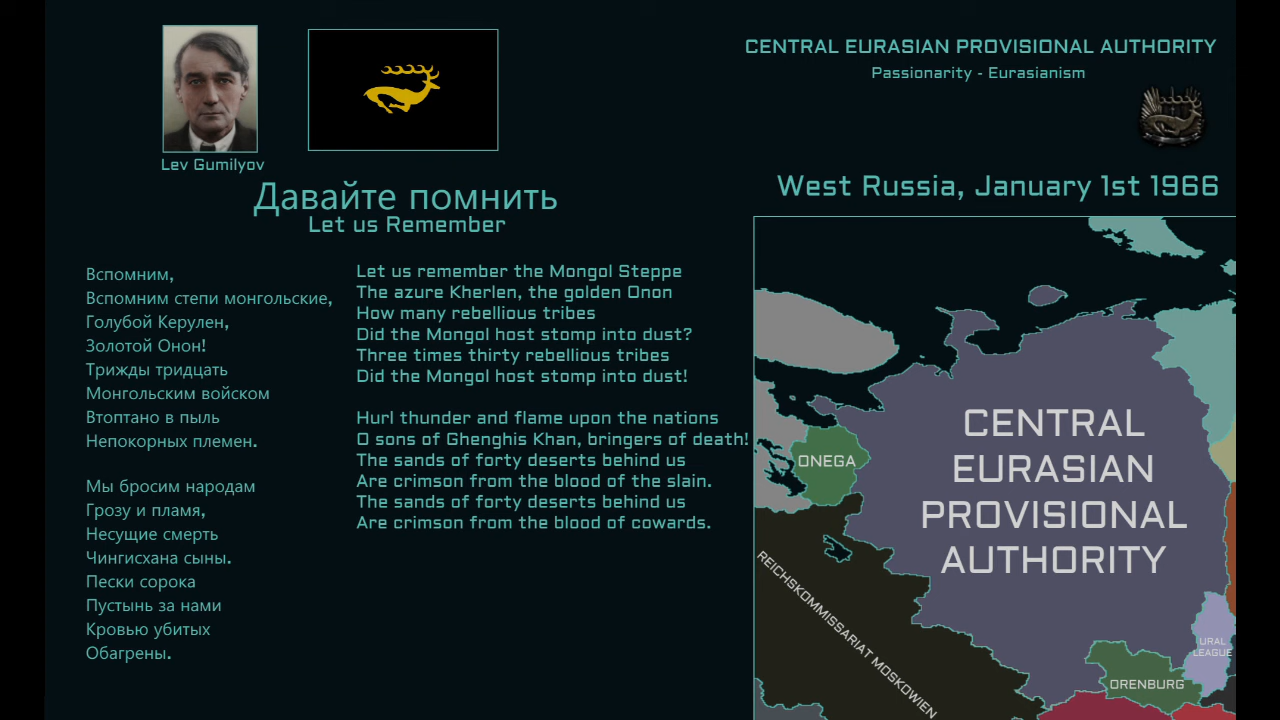 CENTRAL EURASIAN PROVISIONAL AUTHORITY
Passionarity - Eurasianism
Lev Gumilyov
Давайте помнить
Let us Remember
West Russia, January 1st 1966
Вспомним,
Вспомним степи монгольские,
Голубой Керулен,
Золотой Онон!
Трижды тридцать
Монгольским войском
Втоптано в пыль
Непокорных племен.
Мы бросим народам
Грозу и пламя,
Несущие смерть
Чингисхана сыны.
Пески сорока
Пустынь за нами
Кровью убитых
Обагрены.
Let us remember the Mongol Steppe
The azure Kherlen, the golden Onon
How many rebellious tribes
Did the Mongol host stomp into dust?
Three times thirty rebellious tribes
Did the Mongol host stomp into dust!
Hurl thunder and flame upon the nations
O sons of Ghenghis Khan, bringers of death!
The sands of forty deserts behind us
Are crimson from the blood of the slain.
The sands of forty deserts behind us
Are crimson from the blood of cowards.
CENTRAL
EURASIAN
PROVISIONAL
AUTHORITY
ONEGA
REICHSKOMMISSARIAT MOSKOWIEN
URAL
LEAGUE
ORENBURG